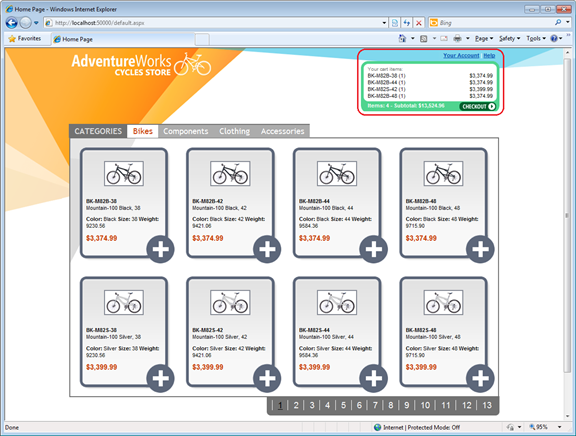 Home Page - Windows Internet Explorer
http://localhost:50000/default.aspx
Bing
Favorites
Home Page
Page
Safety
Tools
AdventureWorks
CYCLES STORE
Your Account Help
Your cart items
BK-M82B-38 (1) $3,374.99
BK-M82B-44 (1) $3,374.99
BK-M82S-42 (1) $3,399.99
BK-M82B-48 (1) $3,374.99
Items: 4 - Subtotal: $13,524.96 CHECKOUT
CATEGORIES Bikes Components Clothing Accessories
BK-M82B-38
Mountain-100 Black, 38
Color: Black Size: 38 Weight:
9230.56
$3,374.99
BK-M82B-42
Mountain-100 Black, 42
Color: Black Size: 42 Weight:
9421.06
$3,374.99
BK-M82B-44
Mountain-100 Black, 44
Color: Black Size: 44 Weight:
9584.36
$3,374.99
BK-M82B-48
Mountain-100 Black, 48
Color: Black Size: 48 Weight:
9715.90
$3,374.99
BK-M82S-38
Mountain-100 Silver, 38
Color: Silver Size: 38 Weight:
9230.56
$3,399.99
BK-M82S-42
Mountain-100 Silver, 42
Color: Silver Size: 42 Weight:
9421.06
$3,399.99
BK-M82S-44
Mountain-100 Silver, 44
Color: Silver Size: 44 Weight:
9584.36
$3,399.99
BK-M82S-48
Mountain-100 Silver, 48
Color: Silver Size: 48 Weight:
9715.90
$3,399.99
1 2 3 4 5 6 7 8 9 10 11 12 13
Done
Internet | Protected Mode: Off
95%